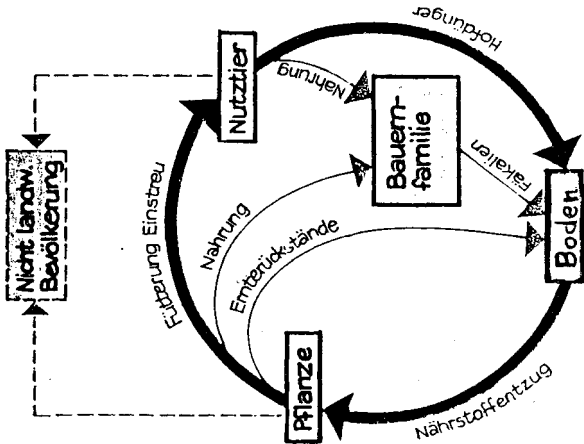 Nicht landw.
Bevölkerung
Nutztier
Hofdünger
Fütterung Einstreu
Nahrung
Nahrung
Bauern-
familie
Ernterückstände
Fäkalien
Pflanze
Boden
Nährstoffentzug